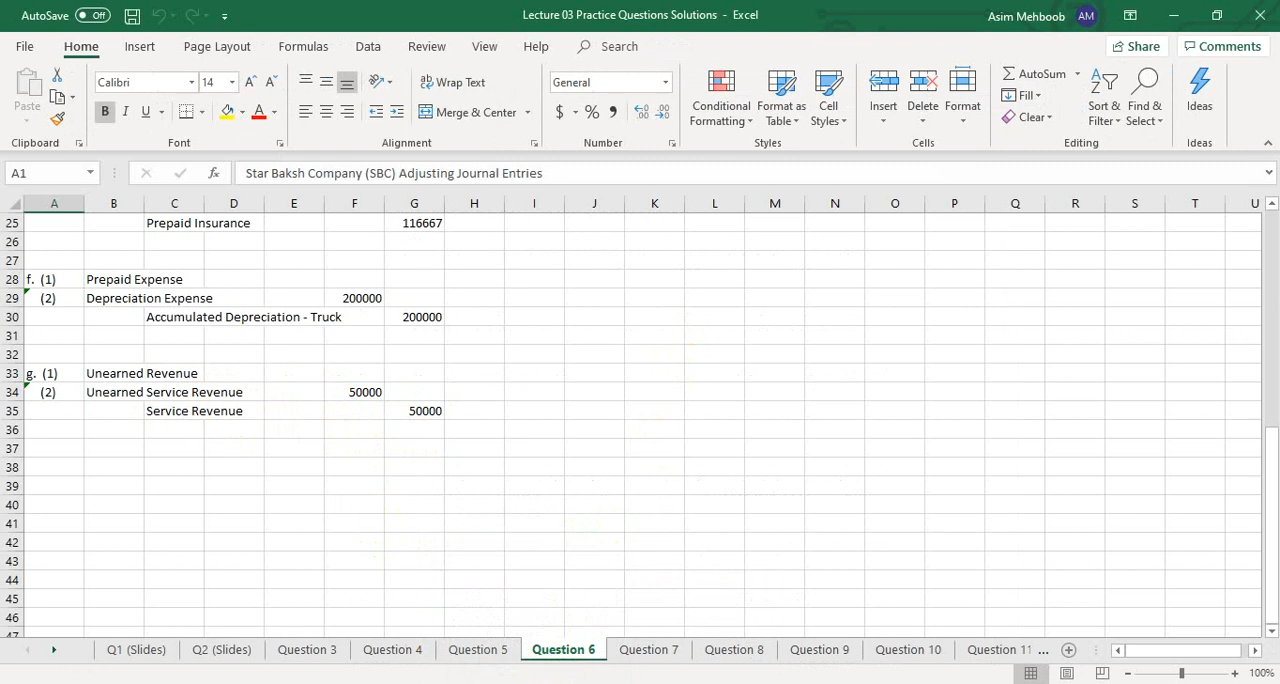 AutoSave Off Lecture 03 Practice Questions Solutions - Excel Asim Mehboob AM
File Home Insert Page Layout Formulas Data Review View Help Search Share Comments
Paste Calibri 14 A A Wrap Text General Conditional Formatting Format as Table Cell Styles Insert Delete Format AutoSum Fill Clear Sort & Filter Find & Select Ideas
B I U A Merge & Center $ % ,
Clipboard Font Alignment Number Styles Cells Editing Ideas
A1 fx Star Baksh Company (SBC) Adjusting Journal Entries
A B C D E F G H I J K L M N O P Q R S T U
25 Prepaid Insurance 116667
26
27
28 f. (1) Prepaid Expense
29 (2) Depreciation Expense 200000
30 Accumulated Depreciation - Truck 200000
31
32
33 g. (1) Unearned Revenue
34 (2) Unearned Service Revenue 50000
35 Service Revenue 50000
36
37
38
39
40
41
42
43
44
45
46
47
Q1 (Slides) Q2 (Slides) Question 3 Question 4 Question 5 Question 6 Question 7 Question 8 Question 9 Question 10 Question 11 ...
100%